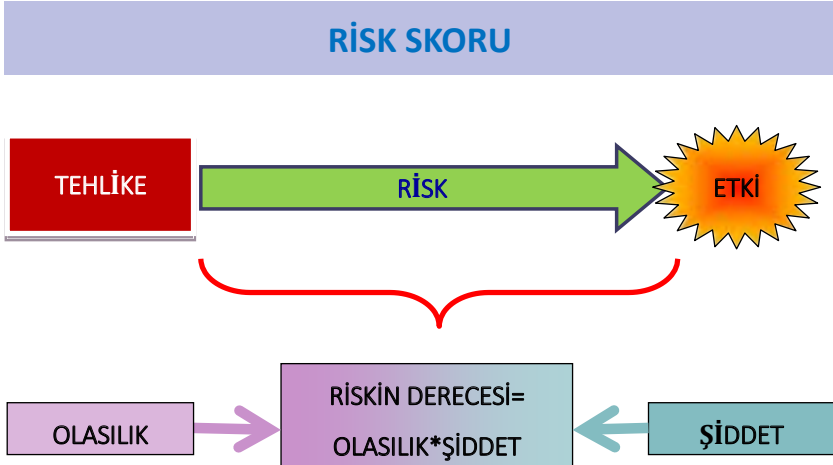 RİSK SKORU
TEHLİKE
RİSK
ETKİ
OLASILIK
RİSKİN DERECESİ=
OLASILIK*ŞİDDET
ŞİDDET